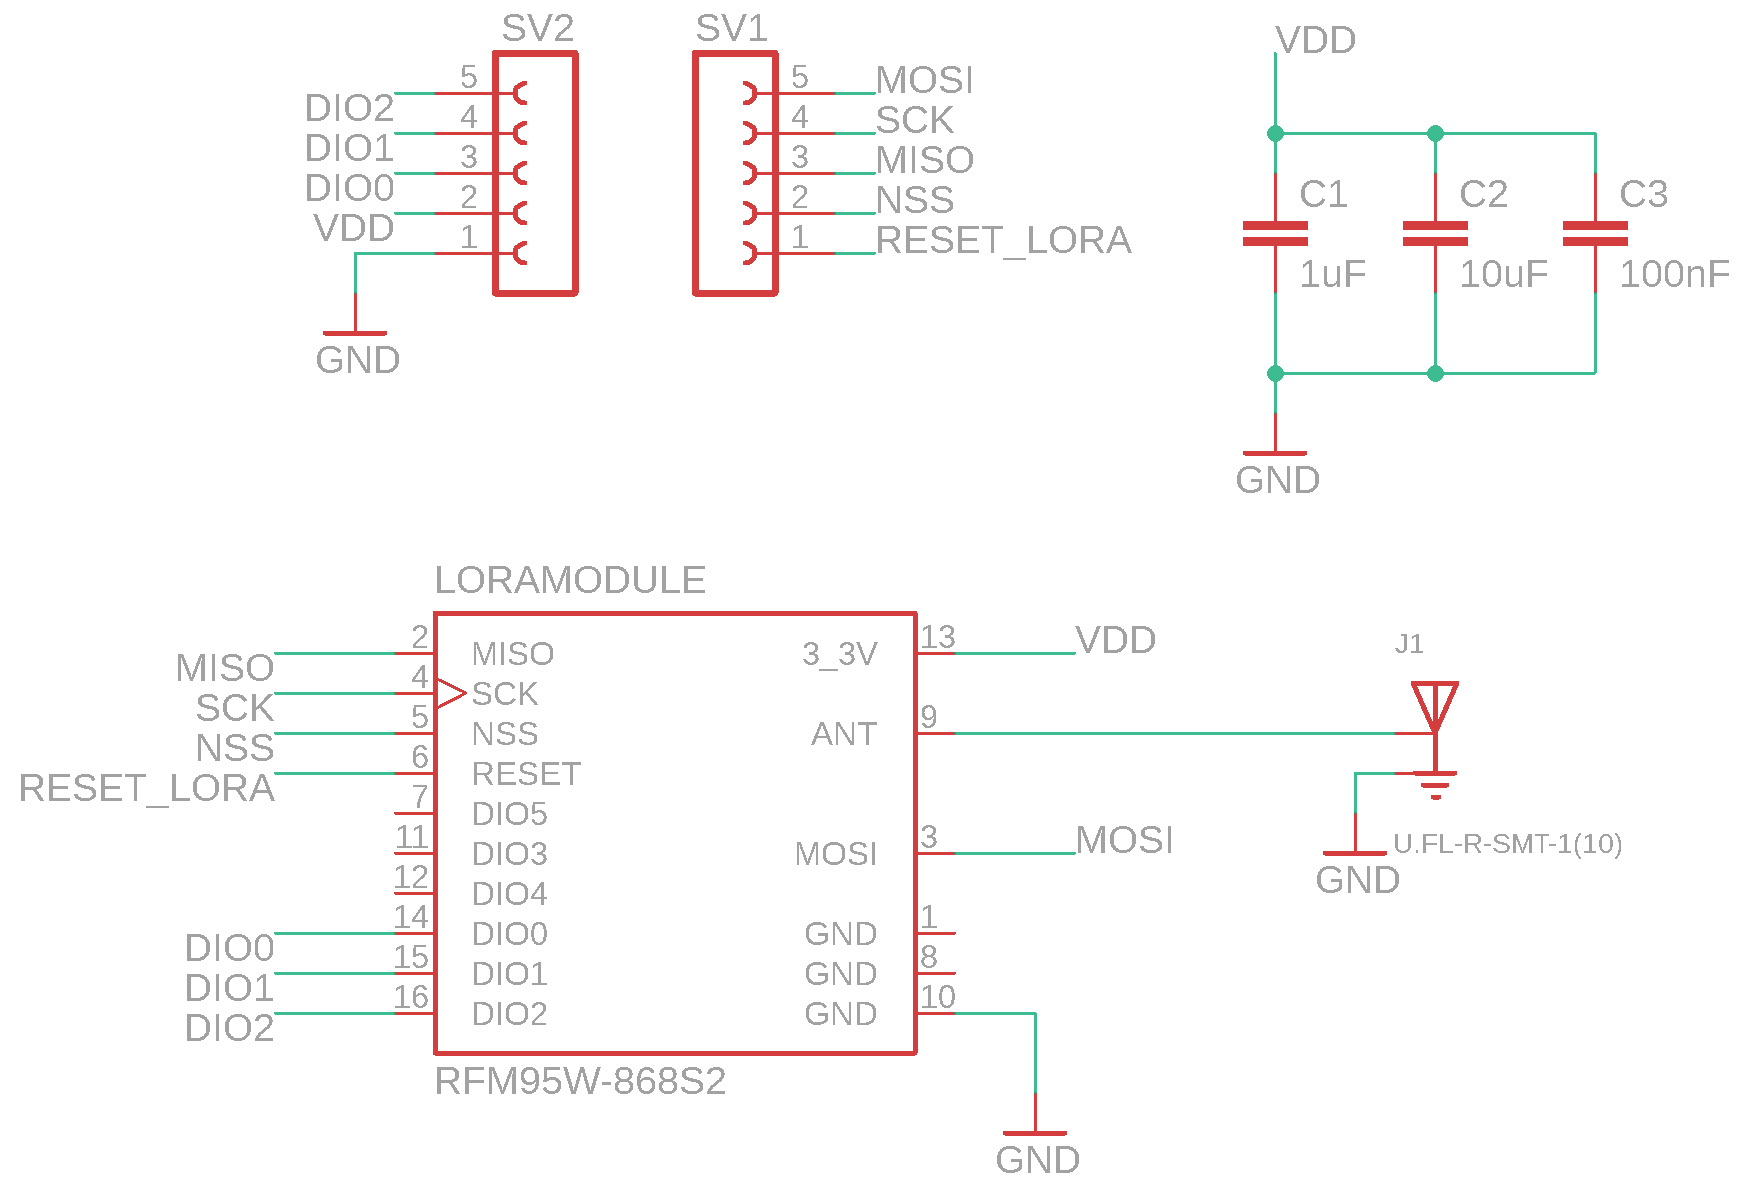 SV2
5
DIO2
4
DIO1
3
DIO0
2
VDD
1
GND
SV1
5 MOSI
4 SCK
3 MISO
2 NSS
1 RESET_LORA
VDD
C1
1uF
C2
10uF
C3
100nF
GND
LORAMODULE
MISO 2 MISO
SCK 4 SCK
NSS 5 NSS
RESET_LORA 6 RESET
7 DIO5
11 DIO3
12 DIO4
DIO0 14 DIO0
DIO1 15 DIO1
DIO2 16 DIO2
3_3V 13 VDD
ANT 9
MOSI 3 MOSI
GND 1
GND 8
GND 10
GND
RFM95W-868S2
J1
U.FL-R-SMT-1(10)
GND